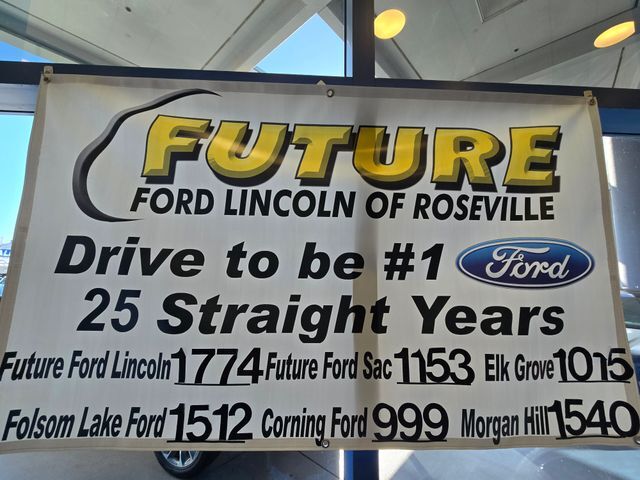 FUTURE
FORD LINCOLN OF ROSEVILLE
Drive to be #1 Ford
25 Straight Years
Future Ford Lincoln 1774 Future Ford Sac 1153 Elk Grove 1015
Folsom Lake Ford 1512 Corning Ford 999 Morgan Hill 1540